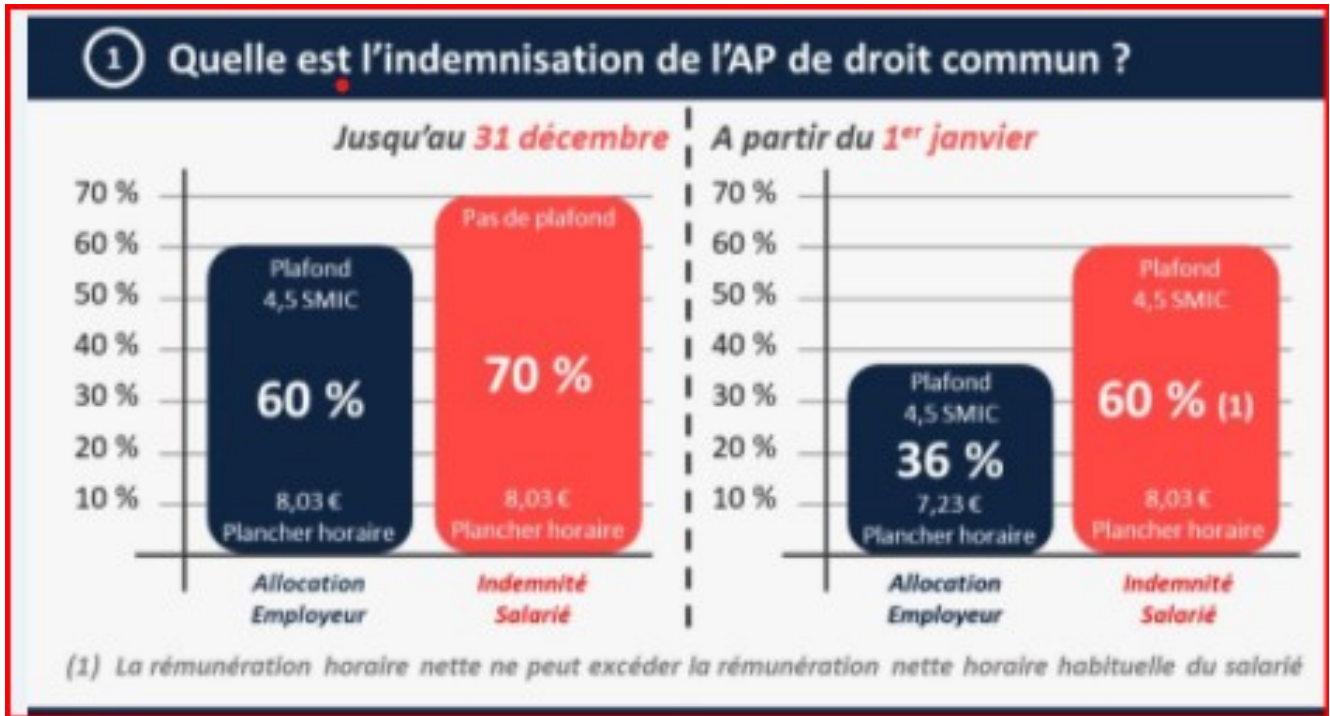 1 Quelle est l'indemnisation de l'AP de droit commun ?
Jusqu'au 31 décembre
70 %
60 %
50 %
40 %
30 %
20 %
10 %
Plafond
4,5 SMIC
60 %
8,03 €
Plancher horaire
Pas de plafond
70 %
8,03 €
Plancher horaire
Allocation
Employeur
Indemnité
Salarié
A partir du 1er janvier
70 %
60 %
50 %
40 %
30 %
20 %
10 %
Plafond
4,5 SMIC
36 %
7,23 €
Plancher horaire
Plafond
4,5 SMIC
60 % (1)
8,03 €
Plancher horaire
Allocation
Employeur
Indemnité
Salarié
(1) La rémunération horaire nette ne peut excéder la rémunération nette horaire habituelle du salarié